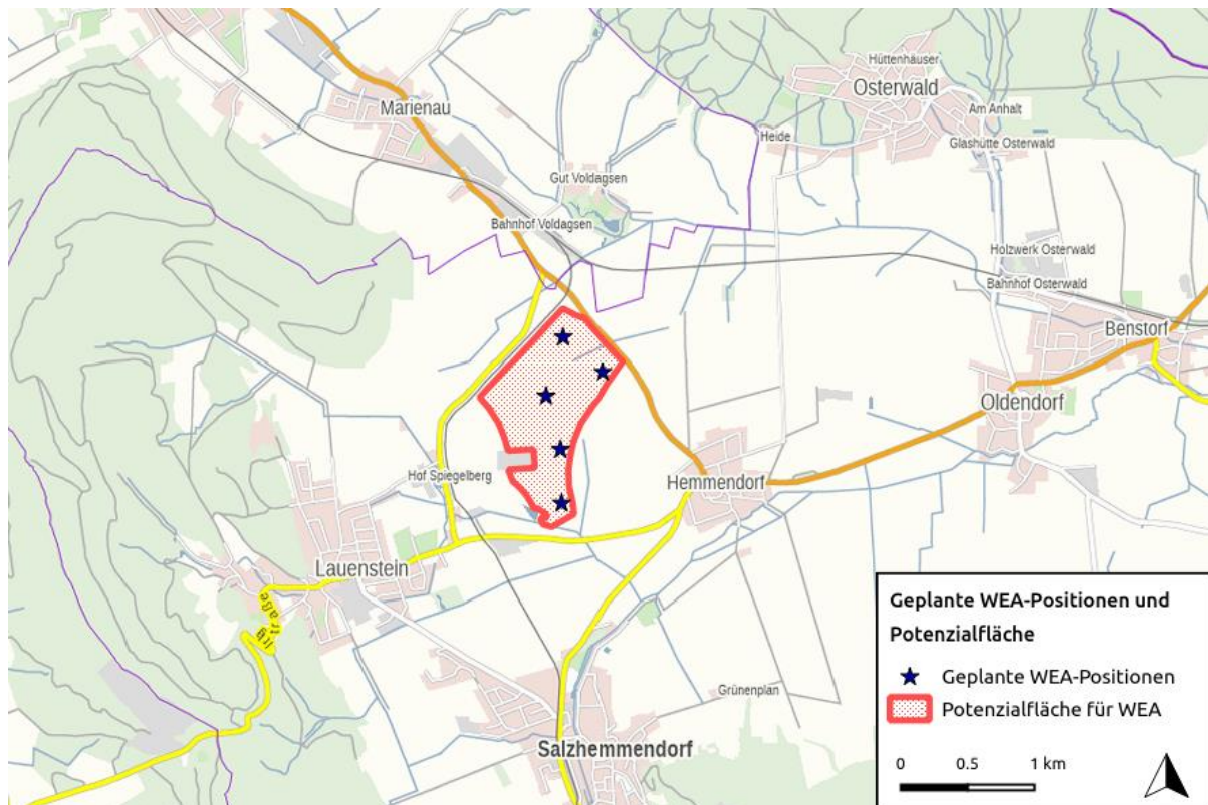 Hüttenhäuser
Osterwald
Marienau
Am Anhalt
Heide
Glashütte Osterwald
Gut Voldagsen
Bahnhof Voldagsen
Holzwerk Osterwald
Bahnhof Osterwald
Benstorf
Oldendorf
Hof Spiegelberg
Hemmendorf
Lauenstein
Grünenplan
Salzhemmendorf
Geplante WEA-Positionen und
Potenzialfläche
Geplante WEA-Positionen
Potenzialfläche für WEA
0 0.5 1 km